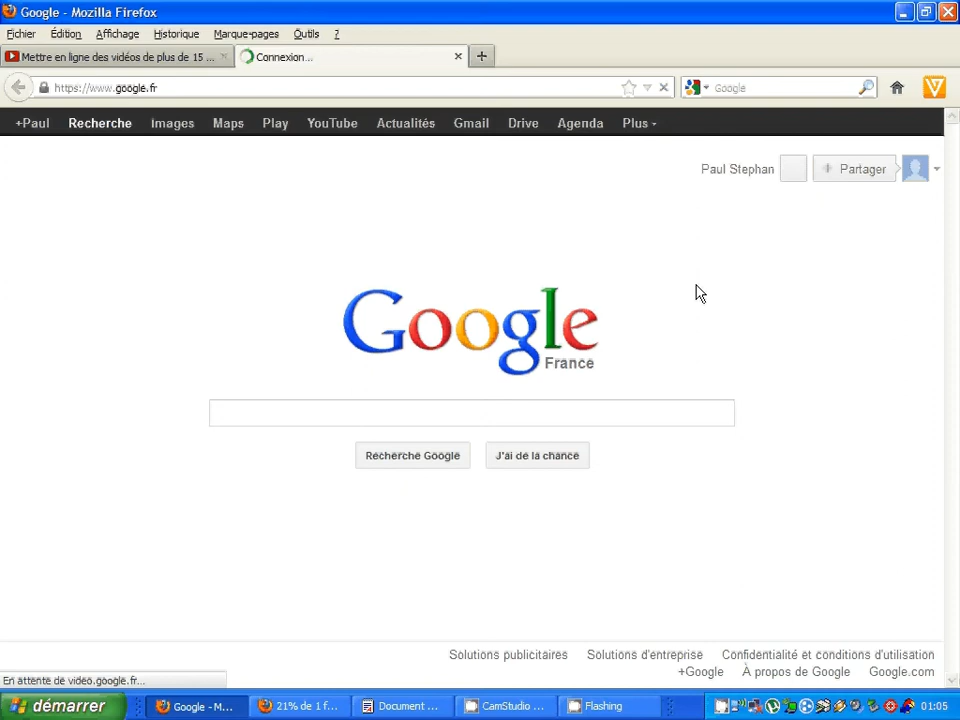 Google - Mozilla Firefox
Fichier Édition Affichage Historique Marque-pages Outils ?
Mettre en ligne des vidéos de plus de 15 ... Connexion...
https://www.google.fr Google
+Paul Recherche Images Maps Play YouTube Actualités Gmail Drive Agenda Plus
Paul Stephan + Partager
Google
France
Recherche Google J'ai de la chance
Solutions publicitaires Solutions d'entreprise Confidentialité et conditions d'utilisation
+Google À propos de Google Google.com
En attente de video.google.fr...
démarrer Google - M... 21% de 1 f... Document ... CamStudio ... Flashing 01:05